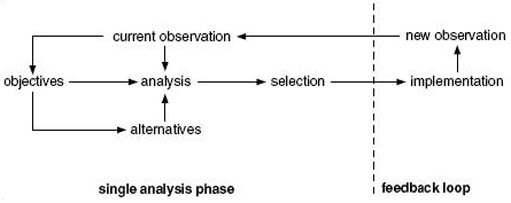 current observation
new observation
objectives
analysis
selection
implementation
alternatives
single analysis phase
feedback loop